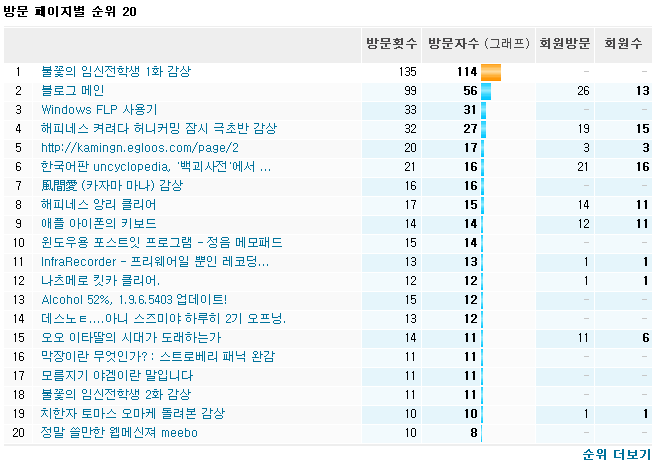 방문 페이지별 순위 20
방문횟수 방문자수 (그래프) 회원방문 회원수
1 불꽃의 임신전학생 1화 감상 135 114 - -
2 블로그 메인 99 56 26 13
3 Windows FLP 사용기 33 31 - -
4 해피네스 켜려다 허니커밍 잠시 극초반 감상 32 27 19 15
5 http://kamingn.egloos.com/page/2 20 17 3 3
6 한국어판 uncyclopedia, '백괴사전'에서 ... 21 16 21 16
7 風間愛 (카자마 마나) 감상 16 16 - -
8 해피네스 앙리 클리어 17 15 14 11
9 애플 아이폰의 키보드 14 14 12 11
10 윈도우용 포스트잇 프로그램 - 정음 메모패드 15 14 - -
11 InfraRecorder - 프리웨어일 뿐인 레코딩... 13 13 1 1
12 나츠메로 킷카 클리어. 12 12 1 1
13 Alcohol 52%, 1.9.6.5403 업데이트! 15 12 - -
14 데스노ㅌ....아니 스즈미야 하루히 2기 오프닝. 13 12 - -
15 오오 이타딸의 시대가 도래하는가 14 11 11 6
16 막장이란 무엇인가? : 스트로베리 패닉 완감 11 11 - -
17 모름지기 야겜이란 말입니다 11 11 - -
18 불꽃의 임신전학생 2화 감상 11 11 - -
19 치한자 토마스 오마케 돌려본 감상 10 10 1 1
20 정말 쓸만한 웹메신져 meebo 10 8 - -
순위 더보기